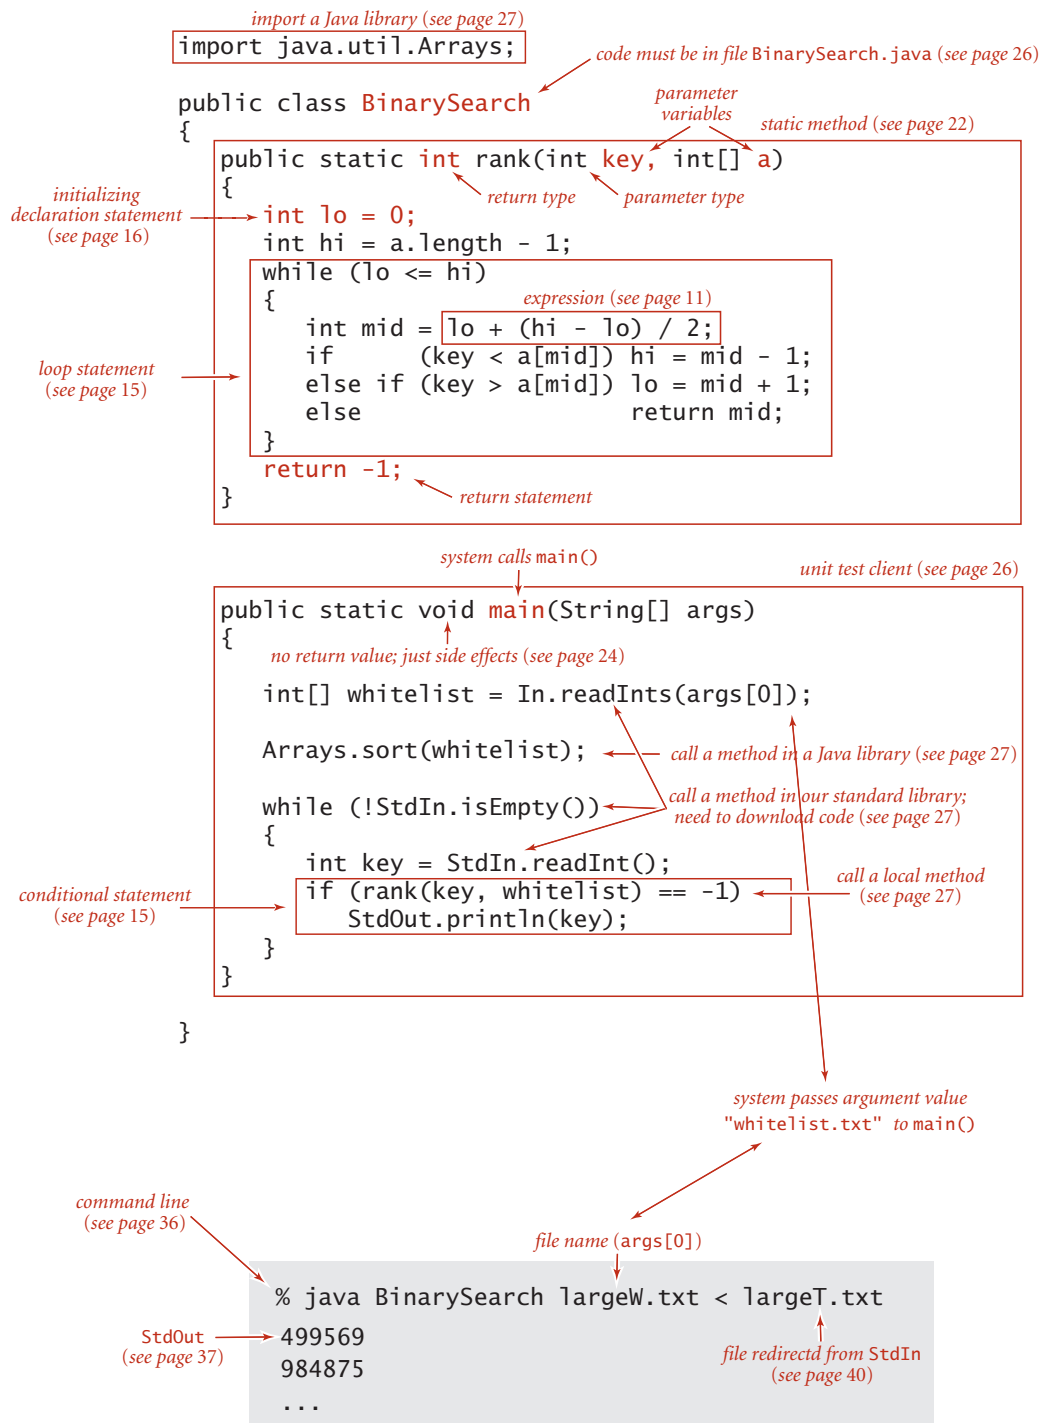 import a Java library (see page 27)
import java.util.Arrays;
code must be in file BinarySearch.java (see page 26)
public class BinarySearch
parameter
variables
{
static method (see page 22)
public static int rank(int key, int[] a)
{
return type
parameter type
initializing
declaration statement
(see page 16)
int lo = 0;
int hi = a.length - 1;
while (lo <= hi)
{
expression (see page 11)
int mid = lo + (hi - lo) / 2;
if (key < a[mid]) hi = mid - 1;
loop statement
(see page 15)
else if (key > a[mid]) lo = mid + 1;
else return mid;
}
return -1;
return statement
}
system calls main()
unit test client (see page 26)
public static void main(String[] args)
{
no return value; just side effects (see page 24)
int[] whitelist = In.readInts(args[0]);
Arrays.sort(whitelist);
call a method in a Java library (see page 27)
while (!StdIn.isEmpty())
call a method in our standard library;
need to download code (see page 27)
{
int key = StdIn.readInt();
conditional statement
(see page 15)
if (rank(key, whitelist) == -1)
call a local method
(see page 27)
StdOut.println(key);
}
}
}
system passes argument value
"whitelist.txt" to main()
command line
(see page 36)
file name (args[0])
% java BinarySearch largeW.txt < largeT.txt
StdOut
(see page 37)
499569
984875
...
file redirectd from StdIn
(see page 40)